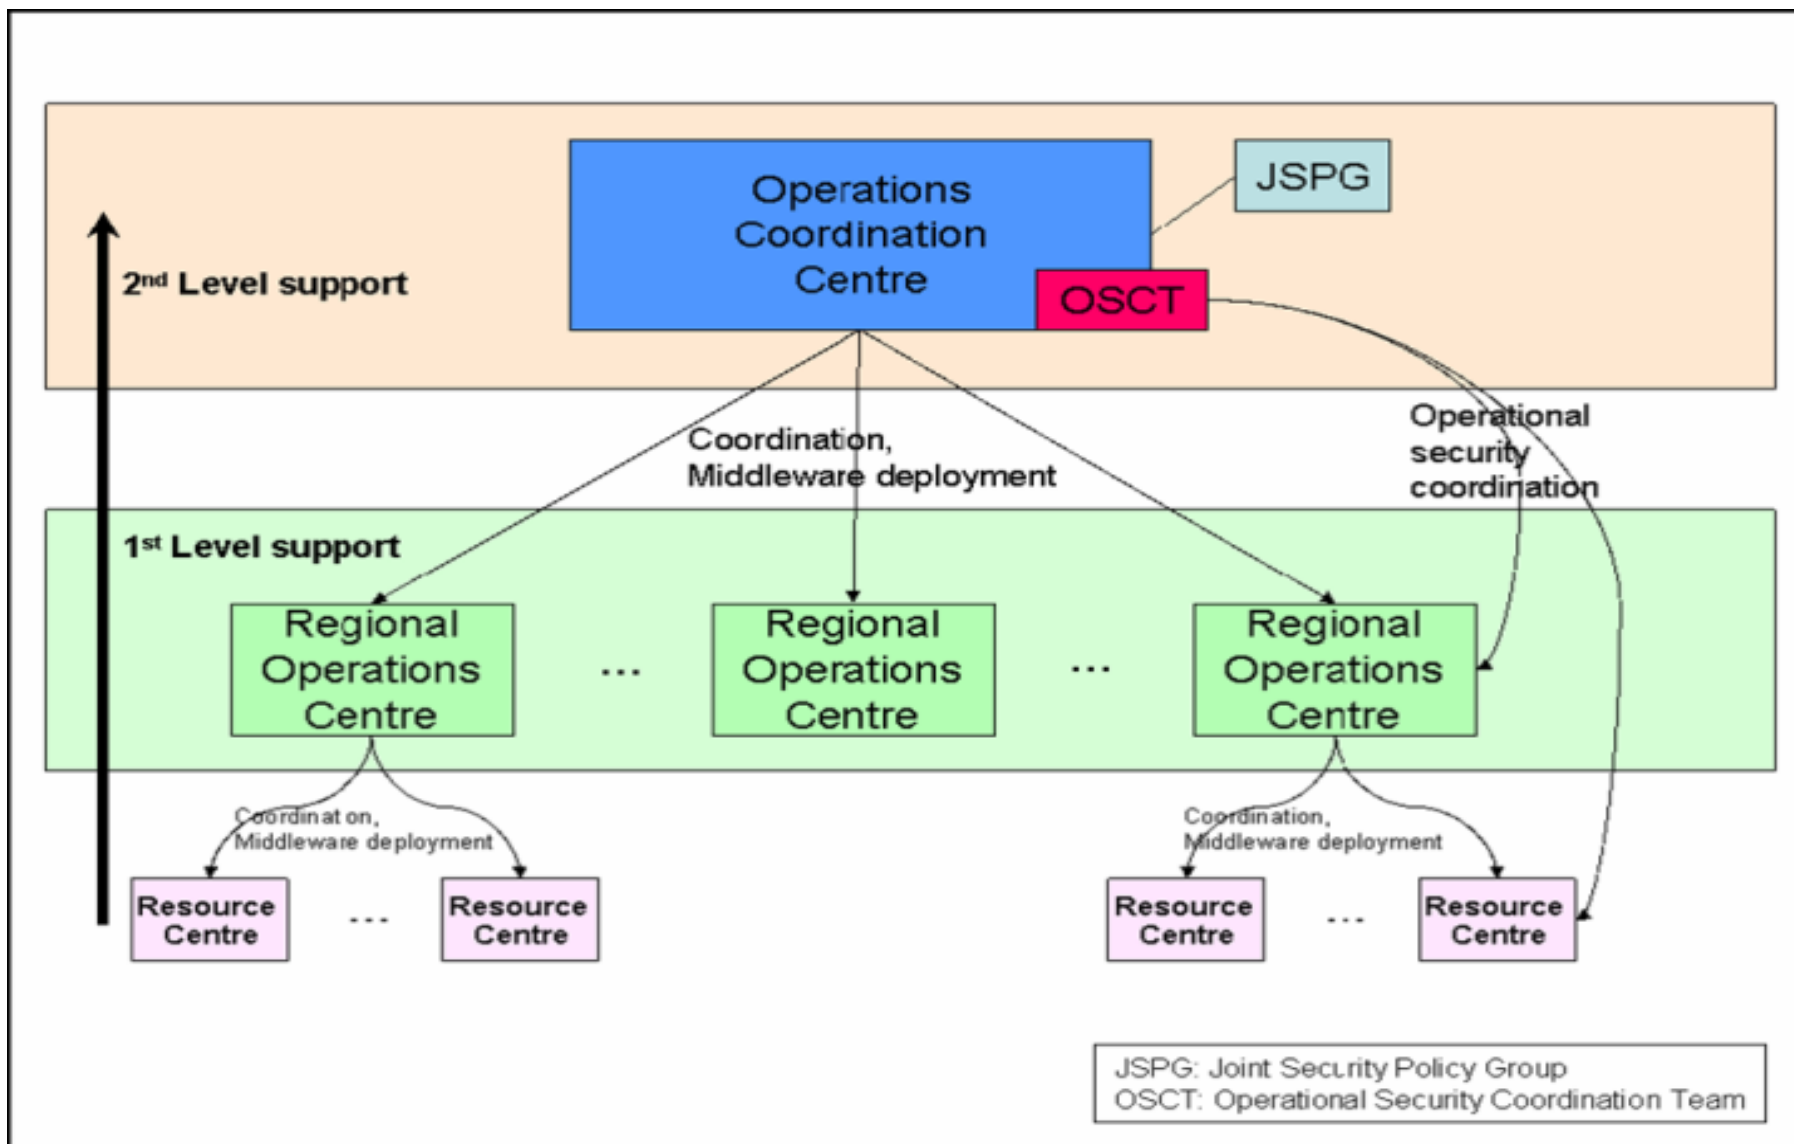 Operations
Coordination
Centre
JSPG
OSCT
2nd Level support
Coordination,
Middleware deployment
Operational
security
coordination
1st Level support
Regional
Operations
Centre
...
Regional
Operations
Centre
...
Regional
Operations
Centre
Coordination,
Middleware deployment
Coordination,
Middleware deployment
Resource
Centre
...
Resource
Centre
Resource
Centre
...
Resource
Centre
JSPG: Joint Security Policy Group
OSCT: Operational Security Coordination Team